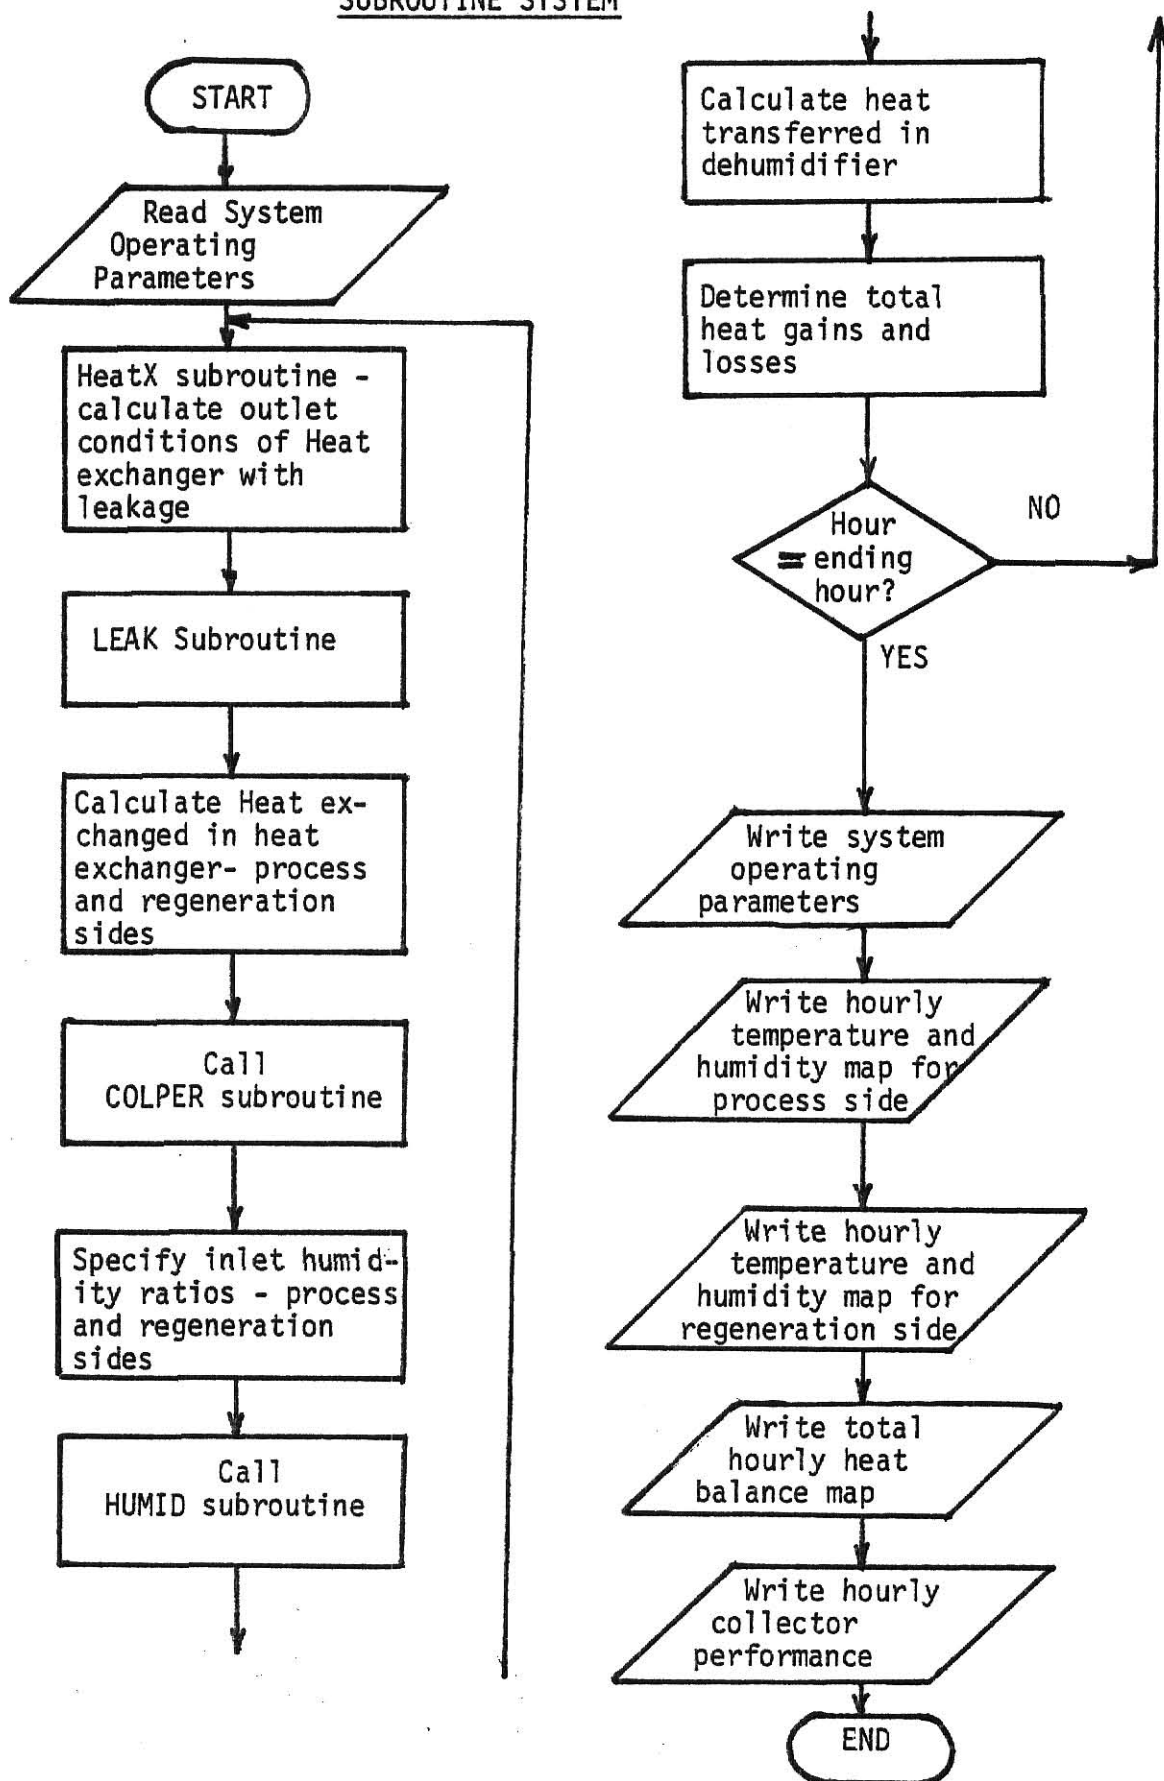 SUBROUTINE SYSTEM
START
Read System
Operating
Parameters
HeatX subroutine -
calculate outlet
conditions of Heat
exchanger with
leakage
LEAK Subroutine
Calculate Heat ex-
changed in heat
exchanger- process
and regeneration
sides
Call
COLPER subroutine
Specify inlet humid-
ity ratios - process
and regeneration
sides
Call
HUMID subroutine
Calculate heat
transferred in
dehumidifier
Determine total
heat gains and
losses
Hour
= ending
hour?
NO
YES
Write system
operating
parameters
Write hourly
temperature and
humidity map for
process side
Write hourly
temperature and
humidity map for
regeneration side
Write total
hourly heat
balance map
Write hourly
collector
performance
END